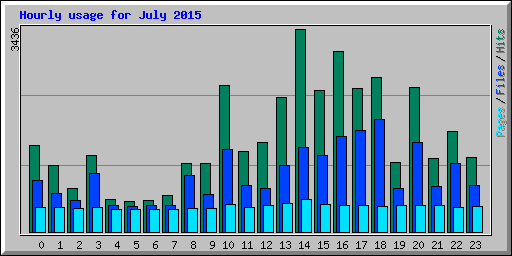 Hourly usage for July 2015
3436
Pages/Files/Hits
0 1 2 3 4 5 6 7 8 9 10 11 12 13 14 15 16 17 18 19 20 21 22 23